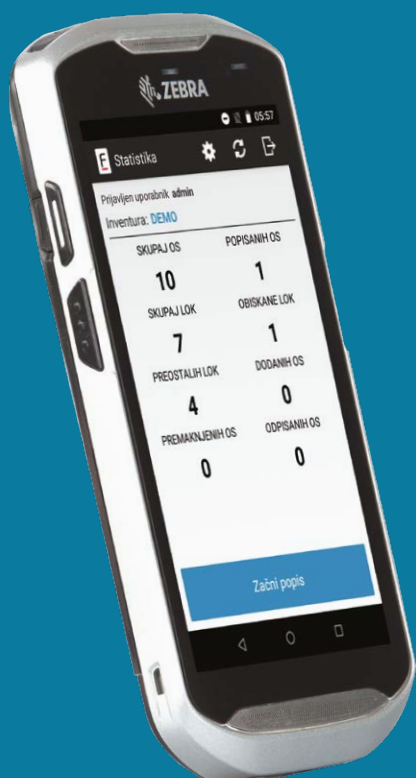 ZEBRA
05:57
F Statistika
Prijavljen uporabnik admin
Inventura: DEMO
SKUPAJ OS POPISANIH OS
10 1
SKUPAJ LOK OBISKANE LOK
7 1
PREOSTALIH LOK DODANIH OS
4 0
PREMAKNJENIH OS ODPISANIH OS
0 0
Začni popis